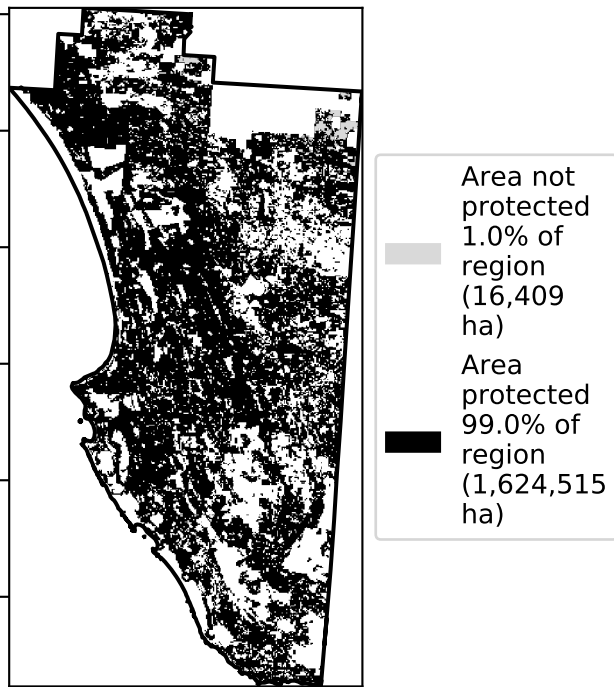 Area not
protected
1.0% of
region
(16,409
ha)
Area
protected
99.0% of
region
(1,624,515
ha)